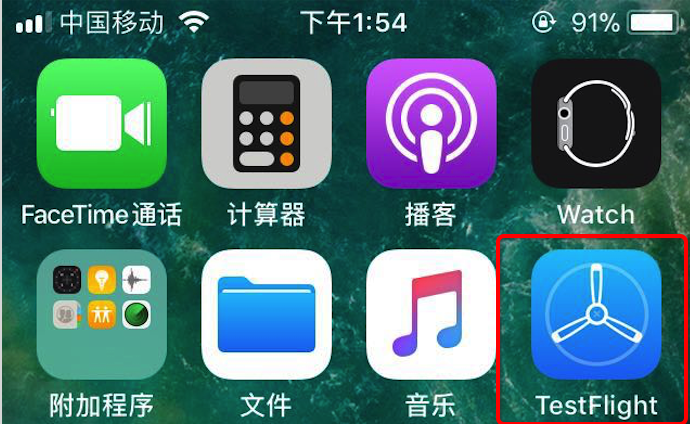 中国移动 下午1:54 91%
FaceTime通话 计算器 播客 Watch
附加程序 文件 音乐 TestFlight